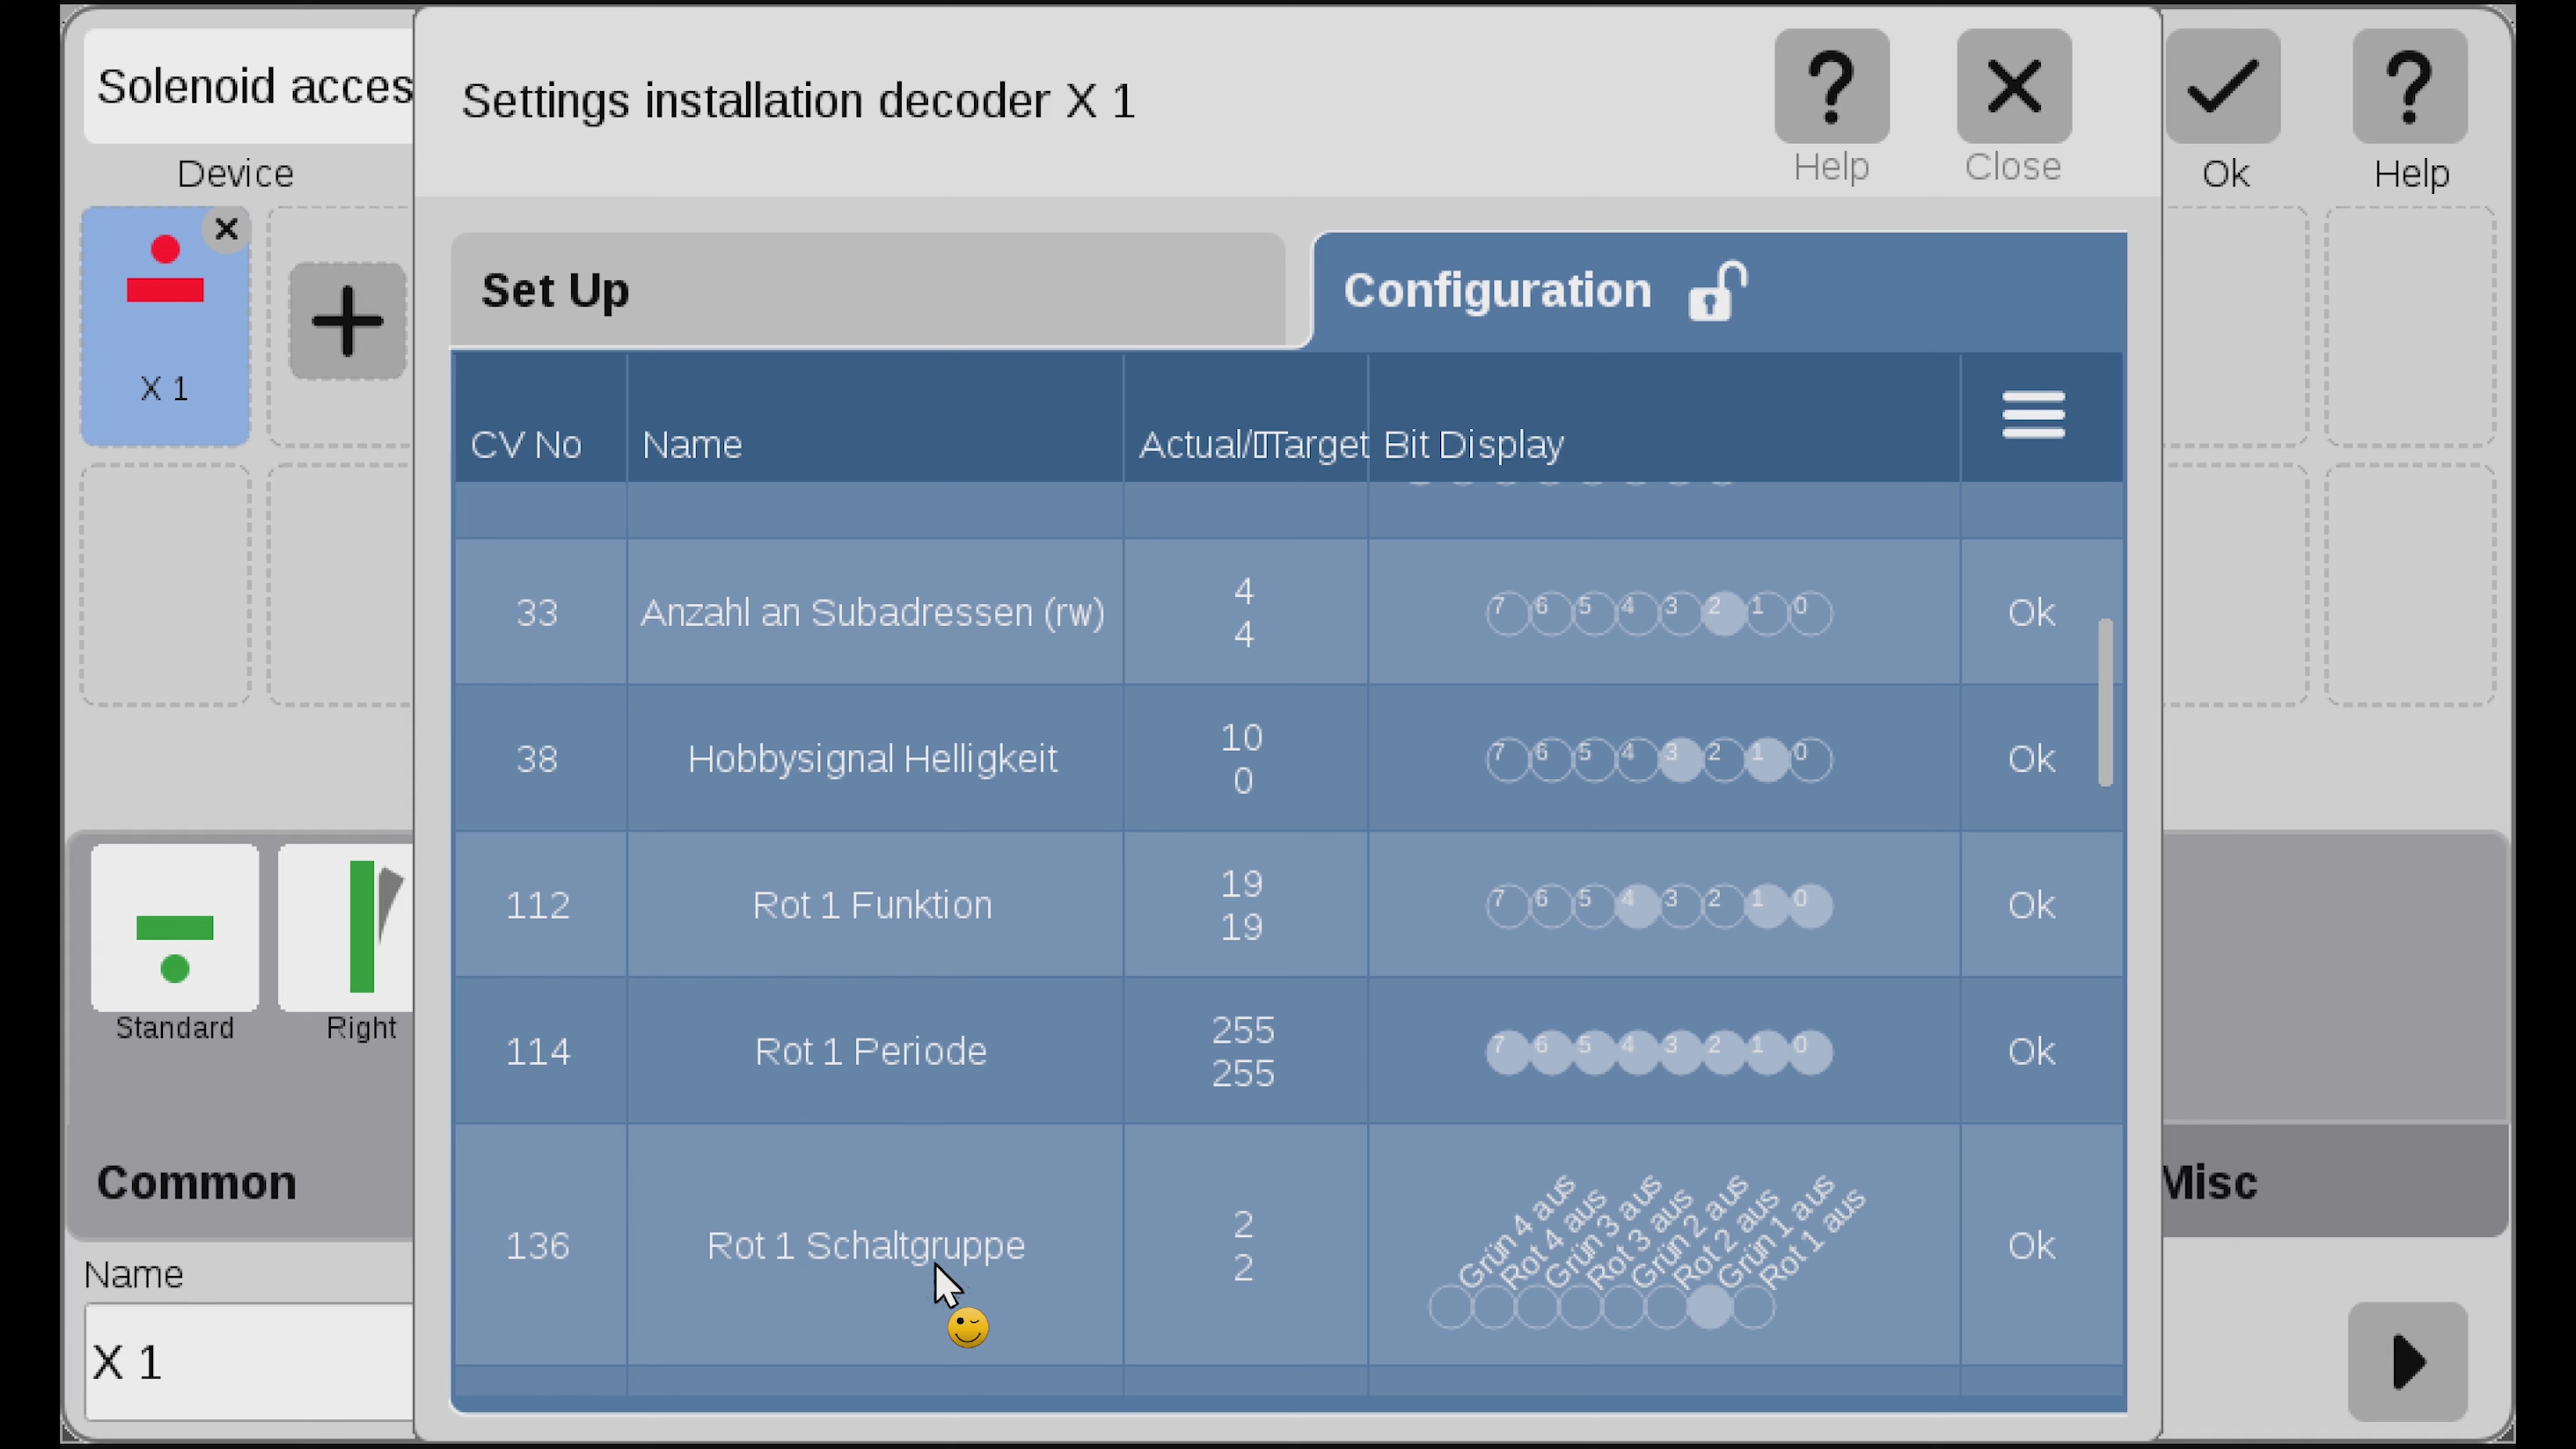 Solenoid acces
Settings installation decoder X 1
Help
Close
Ok
Help
Device
X 1
Set Up
Configuration
CV No
Name
Actual/▯Target
Bit Display
33
Anzahl an Subadressen (rw)
4
4
7 6 5 4 3 2 1 0
Ok
38
Hobbysignal Helligkeit
10
0
7 6 5 4 3 2 1 0
Ok
112
Rot 1 Funktion
19
19
7 6 5 4 3 2 1 0
Ok
114
Rot 1 Periode
255
255
7 6 5 4 3 2 1 0
Ok
136
Rot 1 Schaltgruppe
2
2
Grün 4 aus
Rot 4 aus
Grün 3 aus
Rot 3 aus
Grün 2 aus
Rot 2 aus
Grün 1 aus
Rot 1 aus
Ok
Standard
Right
Common
Misc
Name
X 1